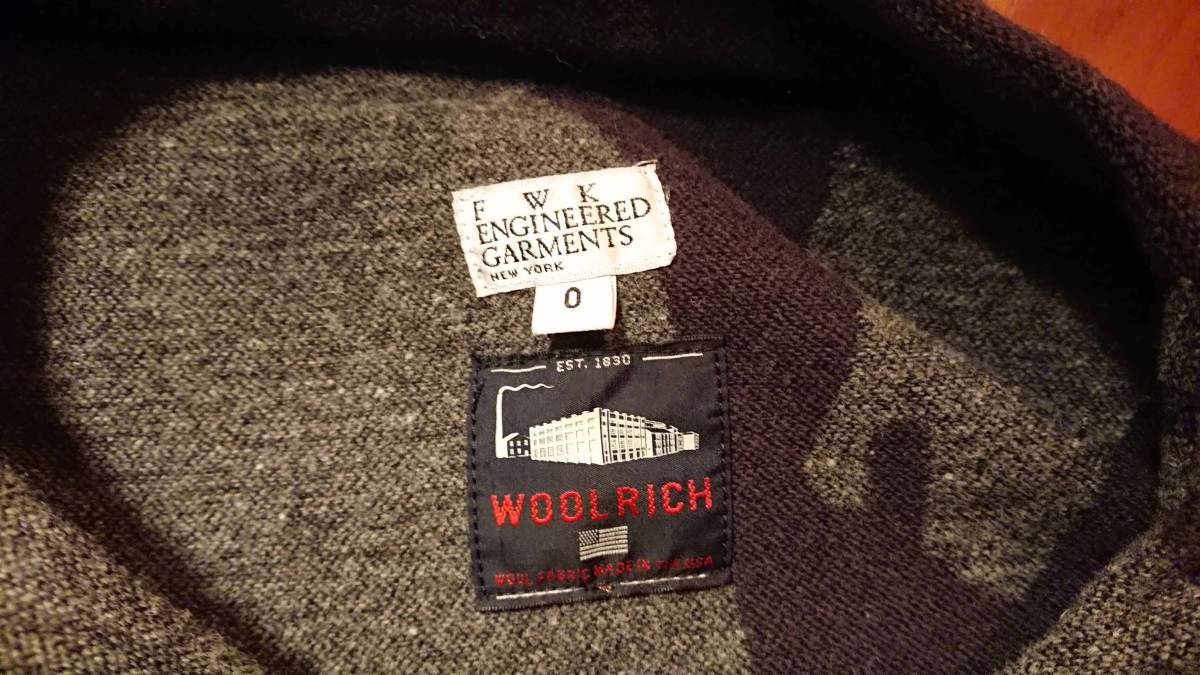 F W K
ENGINEERED
GARMENTS
NEW YORK
0
EST. 1830
WOOLRICH
WOOL FABRIC MADE IN THE USA